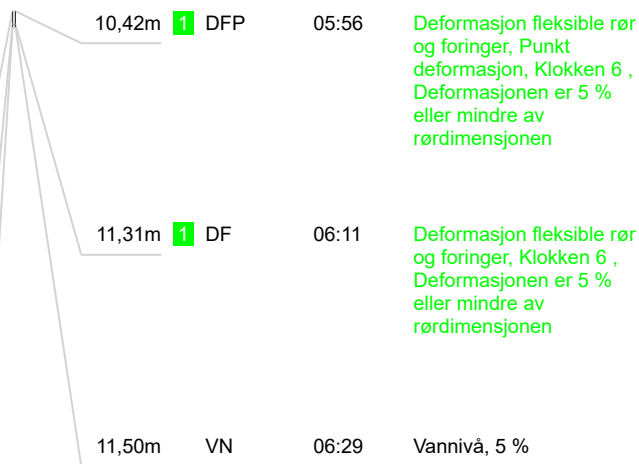 10,42m 1 DFP 05:56 Deformasjon fleksible rør
og foringer, Punkt
deformasjon, Klokken 6 ,
Deformasjonen er 5 %
eller mindre av
rørdimensjonen
11,31m 1 DF 06:11 Deformasjon fleksible rør
og foringer, Klokken 6 ,
Deformasjonen er 5 %
eller mindre av
rørdimensjonen
11,50m VN 06:29 Vannivå, 5 %